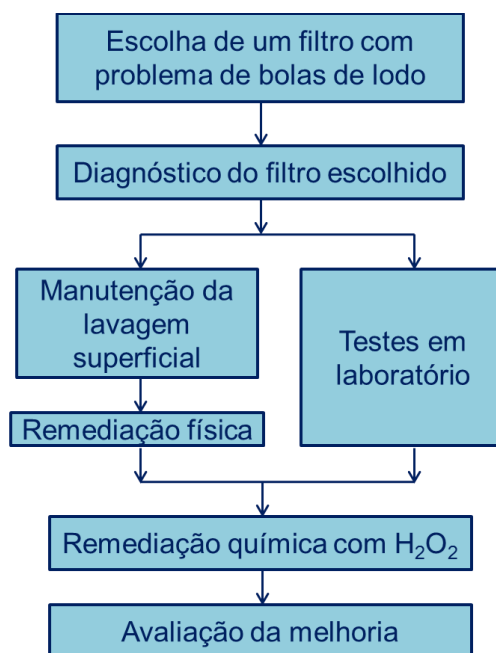 Escolha de um filtro com
problema de bolas de lodo
Diagnóstico do filtro escolhido
Manutenção da
lavagem
superficial
Testes em
laboratório
Remediação física
Remediação química com H₂O₂
Avaliação da melhoria